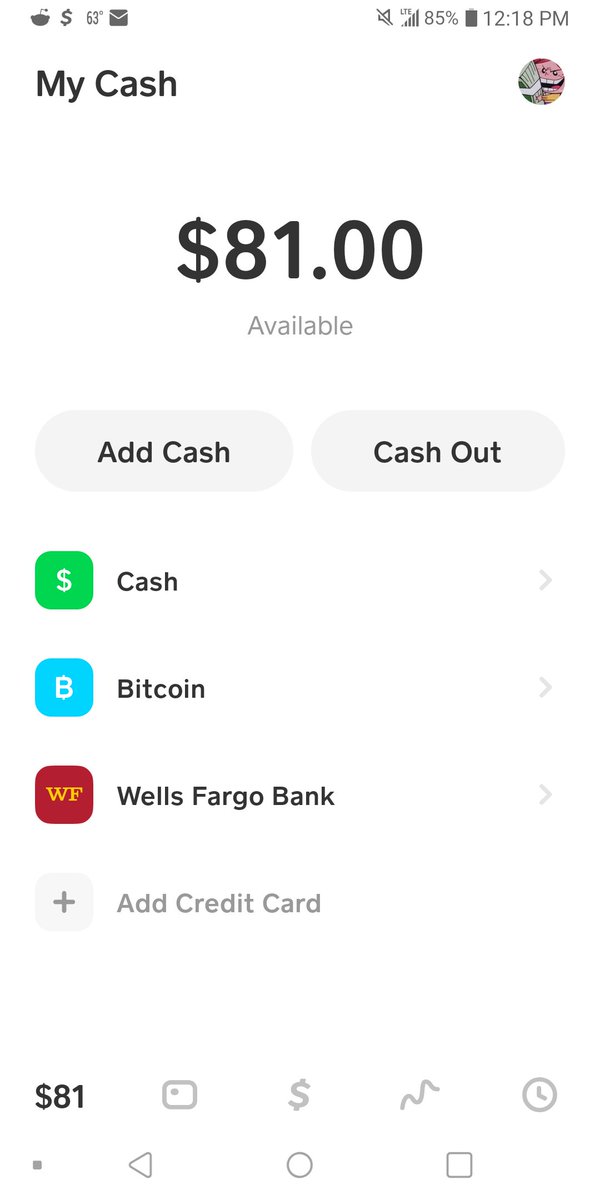 63° LTE 85% 12:18 PM
My Cash
$81.00
Available
Add Cash Cash Out
$ Cash
₿ Bitcoin
WF Wells Fargo Bank
+ Add Credit Card
$81 $